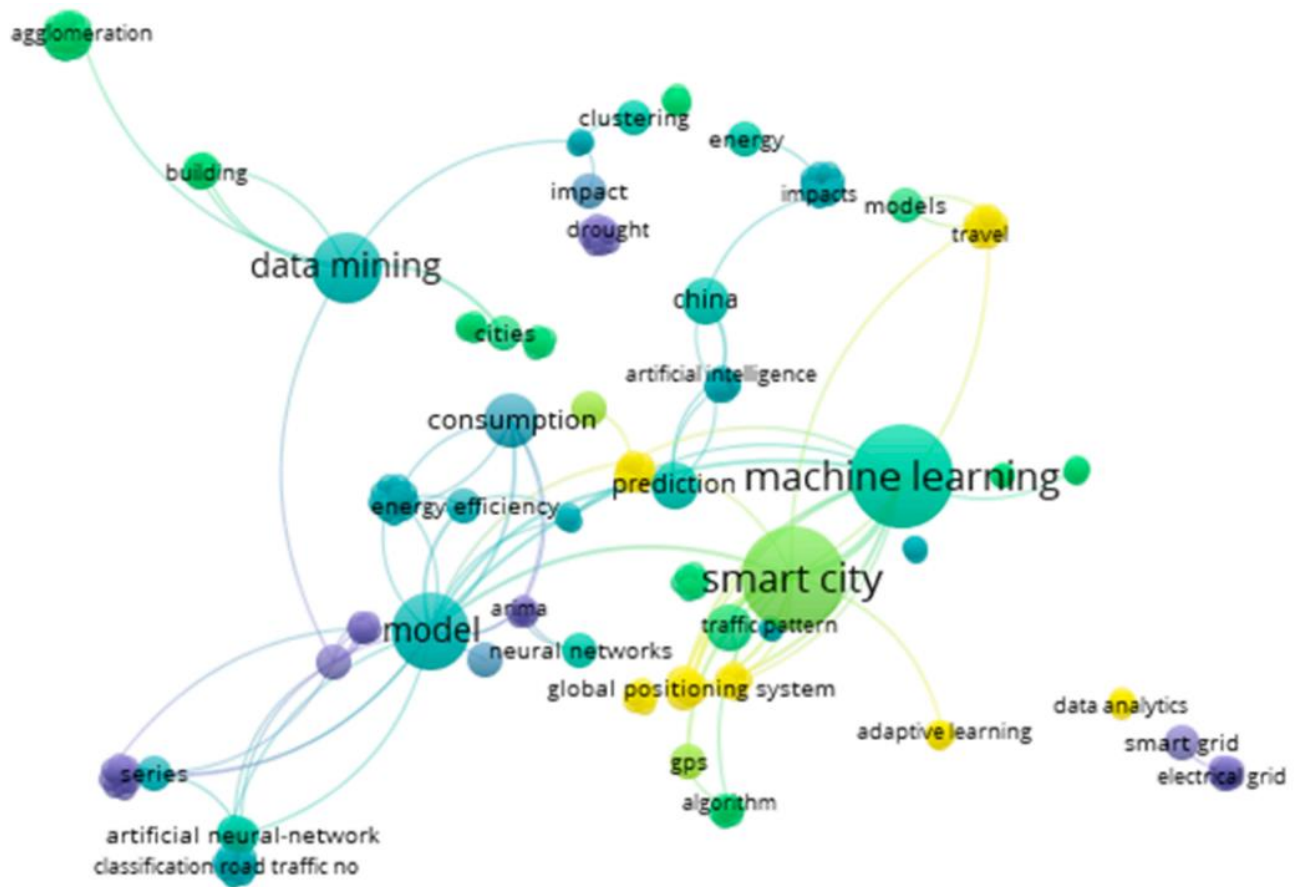 agglomeration
clustering
energy
building
impact
impacts
models
drought
travel
data mining
china
cities
artificial intelligence
consumption
prediction
machine learning
energy efficiency
smart city
arima
traffic pattern
model
neural networks
global positioning system
data analytics
adaptive learning
smart grid
gps
series
electrical grid
algorithm
artificial neural-network
classification road traffic no